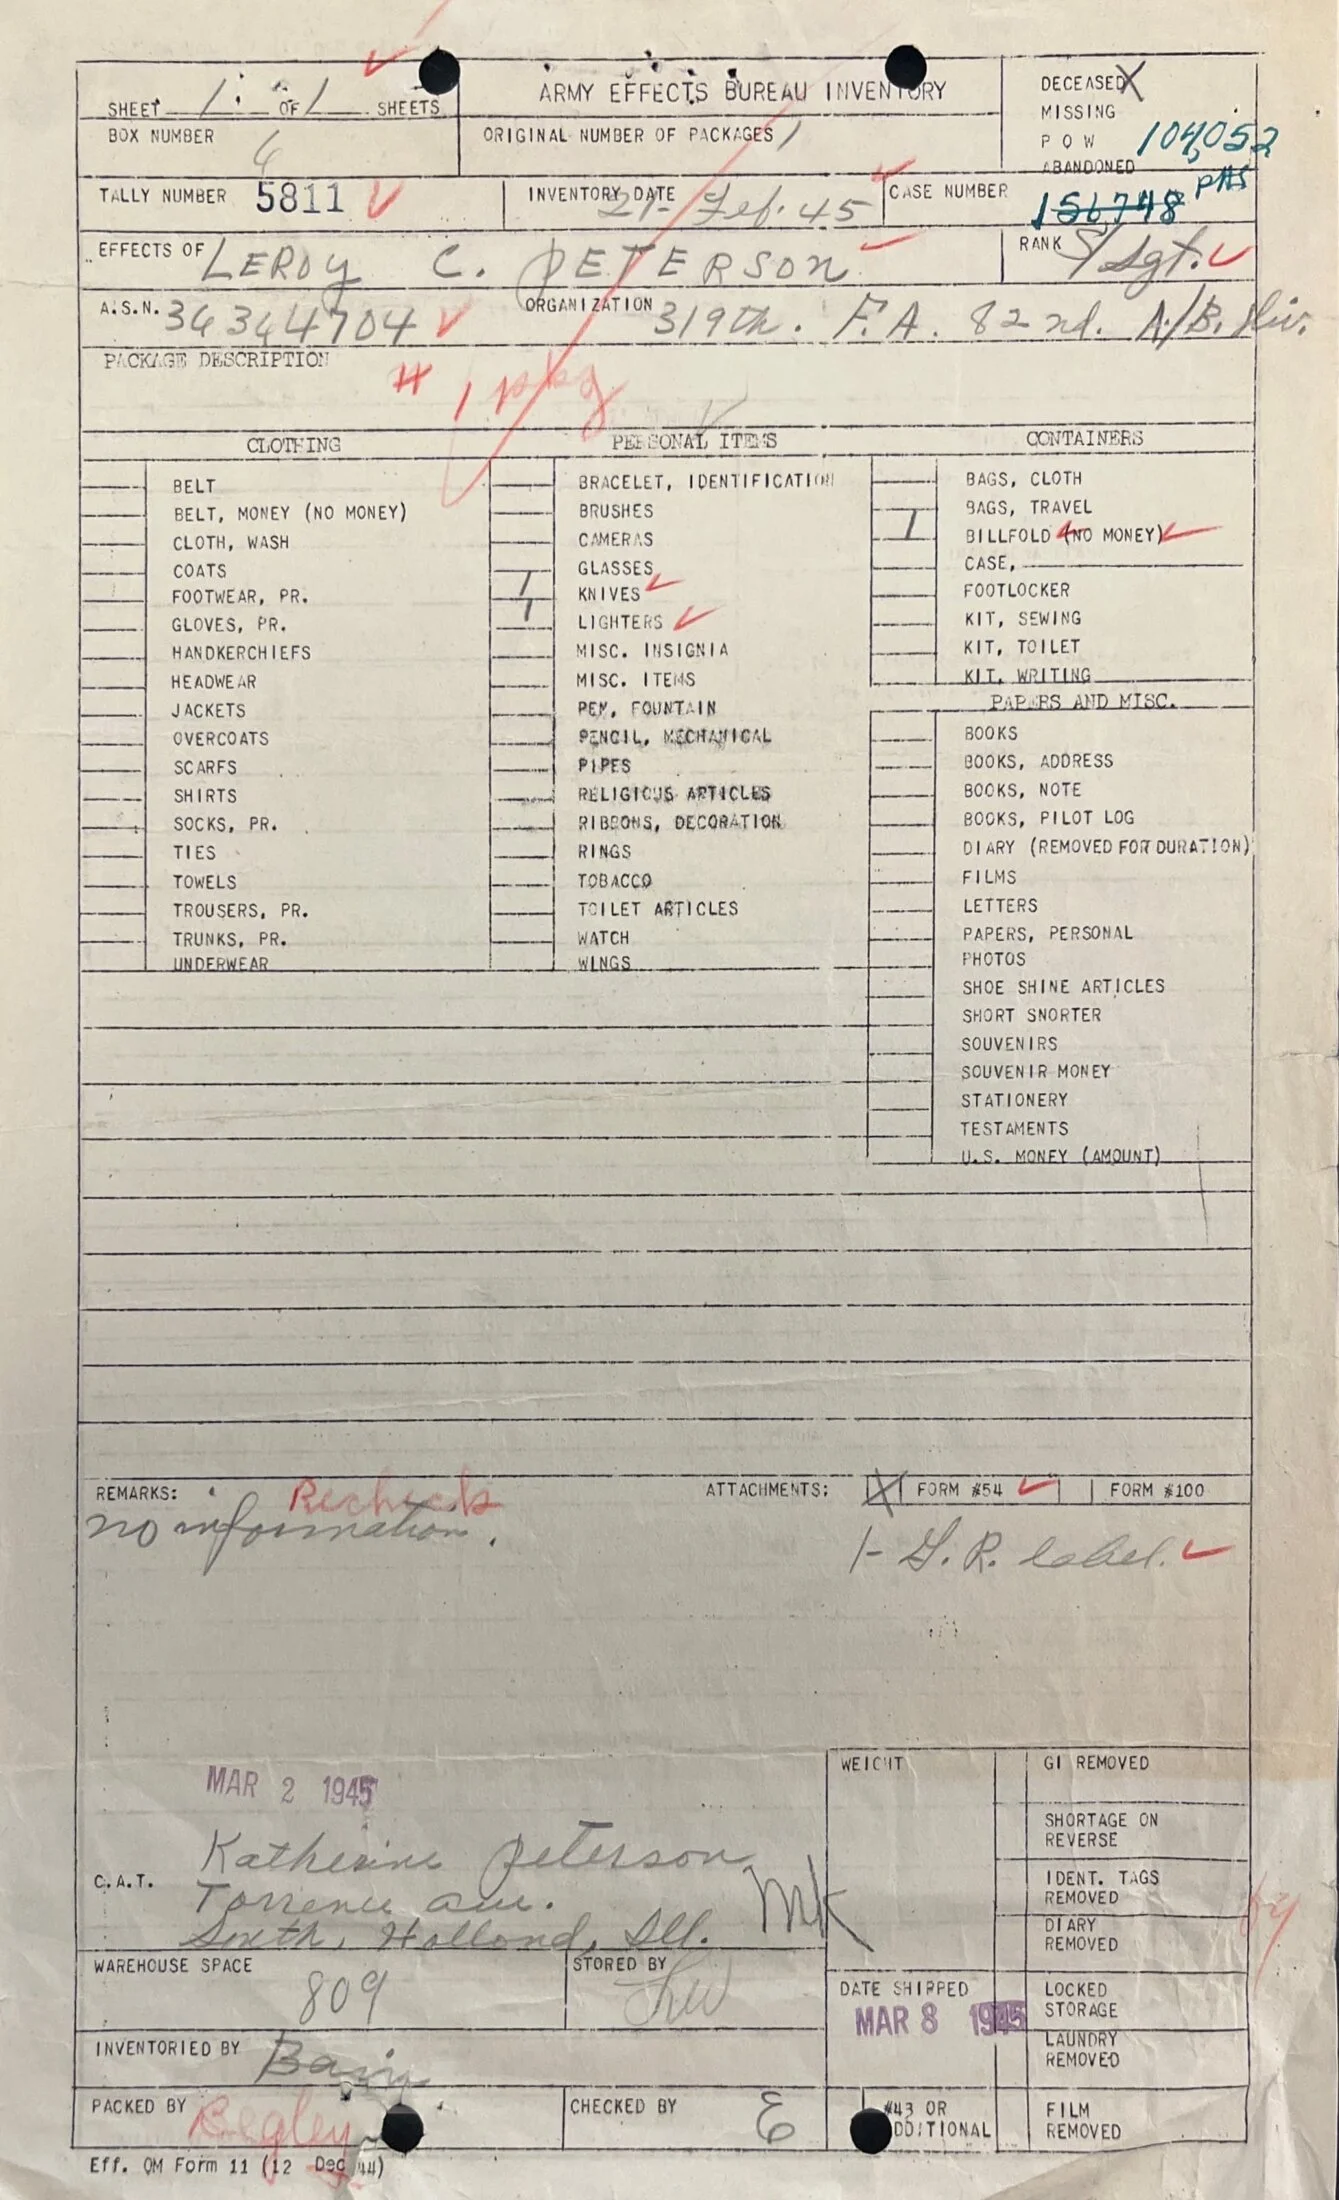 SHEET 1 OF 1 SHEETS
ARMY EFFECTS BUREAU INVENTORY
DECEASED X
MISSING
P O W
ABANDONED
BOX NUMBER 6
ORIGINAL NUMBER OF PACKAGES 1
104,052
TALLY NUMBER 5811
INVENTORY DATE 21- Feb. 45
CASE NUMBER 156748 PHS
EFFECTS OF LEROY C. PETERSON
RANK S/Sgt.
A.S.N. 36344704
ORGANIZATION 319th. F.A. 82nd. A/B. Div.
PACKAGE DESCRIPTION
# 1 pkg
CLOTHING
BELT
BELT, MONEY (NO MONEY)
CLOTH, WASH
COATS
FOOTWEAR, PR.
GLOVES, PR.
HANDKERCHIEFS
HEADWEAR
JACKETS
OVERCOATS
SCARFS
SHIRTS
SOCKS, PR.
TIES
TOWELS
TROUSERS, PR.
TRUNKS, PR.
UNDERWEAR
PERSONAL ITEMS
BRACELET, IDENTIFICATION
BRUSHES
CAMERAS
GLASSES
1 KNIVES
1 LIGHTERS
MISC. INSIGNIA
MISC. ITEMS
PEN, FOUNTAIN
PENCIL, MECHANICAL
PIPES
RELIGIOUS ARTICLES
RIBBONS, DECORATION
RINGS
TOBACCO
TOILET ARTICLES
WATCH
WINGS
CONTAINERS
BAGS, CLOTH
BAGS, TRAVEL
1 BILLFOLD (NO MONEY)
CASE,
FOOTLOCKER
KIT, SEWING
KIT, TOILET
KIT, WRITING
PAPERS AND MISC.
BOOKS
BOOKS, ADDRESS
BOOKS, NOTE
BOOKS, PILOT LOG
DIARY (REMOVED FOR DURATION)
FILMS
LETTERS
PAPERS, PERSONAL
PHOTOS
SHOE SHINE ARTICLES
SHORT SNORTER
SOUVENIRS
SOUVENIR MONEY
STATIONERY
TESTAMENTS
U.S. MONEY (AMOUNT)
REMARKS: Recheck
no information.
ATTACHMENTS: X FORM #54 FORM #100
1- G.R. label.
MAR 2 1945
C.A.T. Katherine Peterson
Torrence ave.
South, Holland, Ill.
MK
WEIGHT
GI REMOVED
SHORTAGE ON
REVERSE
IDENT. TAGS
REMOVED
DIARY
REMOVED
WAREHOUSE SPACE 809
STORED BY
DATE SHIPPED
MAR 8 1945
LOCKED
STORAGE
LAUNDRY
REMOVED
INVENTORIED BY
PACKED BY Begley
CHECKED BY E
#43 OR
ADDITIONAL
FILM
REMOVED
Eff. QM Form 11 (12 Dec 44)